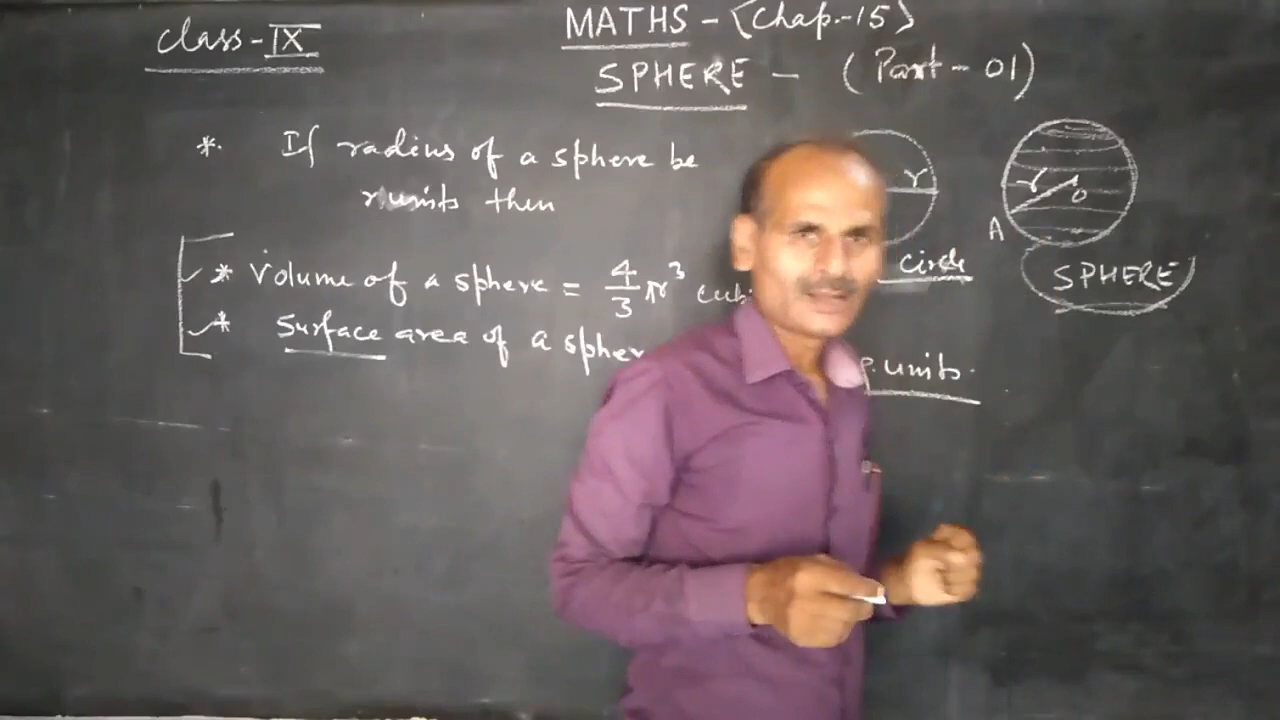 Class-IX
MATHS - (Chap.-15)
SPHERE - (Part-01)
*. If radius of a sphere be
r units then
* Volume of a sphere = 4/3 πr³
* Surface area of a
units.
r
circle
r
O
A
SPHERE